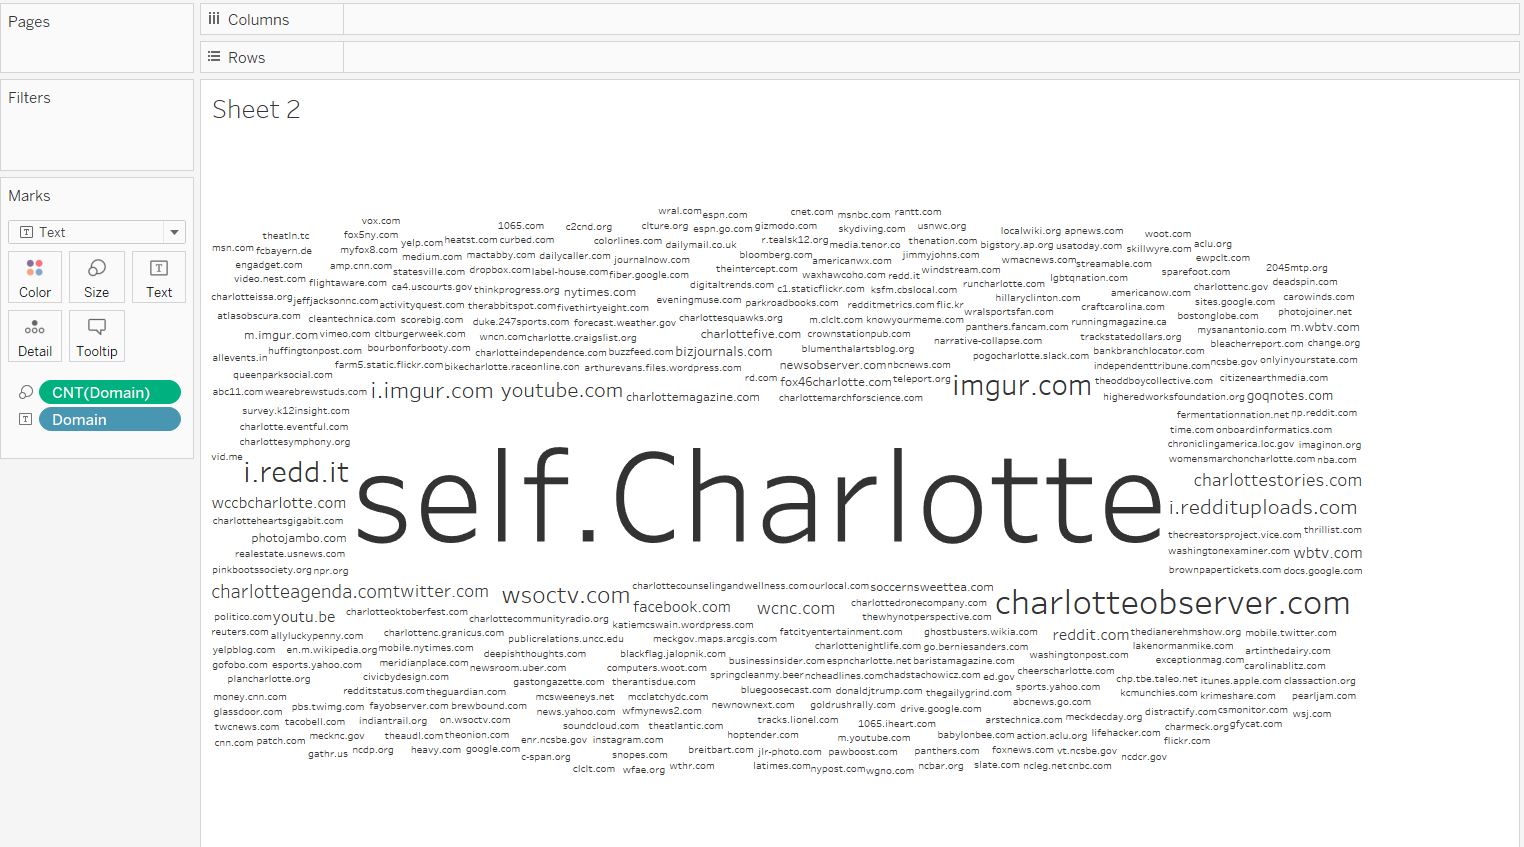 Pages
Columns
Rows
Filters
Sheet 2
Marks
Text
Color Size Text
Detail Tooltip
CNT(Domain)
Domain
wral.com espn.com cnet.com msnbc.com rantt.com
vox.com 1065.com c2cnd.org clture.org espn.go.com gizmodo.com skydiving.com usnwc.org
theatln.tc fox5ny.com heatst.com curbed.com colorlines.com dailymail.co.uk r.tealsk12.org media.tenor.co thenation.com localwiki.org apnews.com woot.com
msn.com fcbayern.de myfox8.com yelp.com medium.com mactabby.com dailycaller.com journalnow.com bloomberg.com americanwx.com jimmyjohns.com bigstory.ap.org usatoday.com skillwyre.com aclu.org
engadget.com amp.cnn.com statesville.com dropbox.com label-house.com fiber.google.com theintercept.com waxhawcoho.com redd.it windstream.com wmacnews.com streamable.com sparefoot.com ewpclt.com 2045mtp.org
video.nest.com flightaware.com ca4.uscourts.gov thinkprogress.org nytimes.com digitaltrends.com c1.staticflickr.com ksfm.cbslocal.com runcharlotte.com lgbtqnation.com americanow.com charlottenc.gov deadspin.com
charlotteissa.org jeffjacksonnc.com activityquest.com therabbitspot.com fivethirtyeight.com eveningmuse.com parkroadbooks.com redditmetrics.com flic.kr hillaryclinton.com craftcarolina.com sites.google.com carowinds.com
atlasobscura.com cleantechnica.com scorebig.com duke.247sports.com forecast.weather.gov charlottesquawks.org m.clclt.com knowyourmeme.com wralsportsfan.com panthers.fancam.com runningmagazine.ca bostonglobe.com photojoiner.net
m.imgur.com vimeo.com cltburgerweek.com wncn.com charlotte.craigslist.org charlottefive.com crownstationpub.com narrative-collapse.com trackstatedollars.org mysanantonio.com m.wbtv.com
allevents.in huffingtonpost.com bourbonforbooty.com charlotteindependence.com buzzfeed.com bizjournals.com blumenthalartsblog.org pogocharlotte.slack.com bankbranchlocator.com bleacherreport.com change.org
queenparksocial.com farm5.static.flickr.com bikecharlotte.raceonline.con arthurevans.files.wordpress.com newsobserver.com nbcnews.com independenttribune.com ncsbe.gov onlyinyourstate.com
abc11.com wearebrewstuds.com i.imgur.com youtube.com charlottemagazine.com rd.com fox46charlotte.com teleport.org imgur.com theoddboycollective.com citizenearthmedia.com
charlottemarchforscience.com higheredworksfoundation.org goqnotes.com
survey.k12insight.com fermentationnation.net np.reddit.com
charlotte.eventful.com time.com onboardinformatics.com
charlottesymphony.org chroniclingamerica.loc.gov imaginon.org
vid.me womensmarchoncharlotte.com nba.com
i.redd.it self.Charlotte charlottestories.com
wccbcharlotte.com i.reddituploads.com
charlotteheartsgigabit.com thrillist.com
photojambo.com thecreatorsproject.vice.com
realestate.usnews.com washingtonexaminer.com wbtv.com
pinkbootssociety.org npr.org brownpapertickets.com docs.google.com
charlotteagenda.com twitter.com wsoctv.com charlottecounselingandwellness.com ourlocal.com soccernsweettea.com
politico.com youtu.be charlotteoktoberfest.com facebook.com wcnc.com charlottedronecompany.com charlotteobserver.com
charlottecommunityradio.org katiemcswain.wordpress.com thewhynotperspective.com
reuters.com allyluckypenny.com charlottenc.granicus.com publicrelations.uncc.edu meckgov.maps.arcgis.com fatcityentertainment.com ghostbusters.wikia.com reddit.com thedianerehmshow.org mobile.twitter.com
yelpblog.com en.m.wikipedia.org mobile.nytimes.com deepishthoughts.com blackflag.jalopnik.com charlottenightlife.com go.berniesanders.com washingtonpost.com lakenormanmike.com artinthedairy.com
gofobo.com esports.yahoo.com meridianplace.com newsroom.uber.com computers.woot.com businessinsider.com espncharlotte.net baristamagazine.com exceptionmag.com carolinablitz.com
plancharlotte.org civicbydesign.com gastongazette.com therantisdue.com springcleanmy.beer ncheadlines.com chadstachowicz.com ed.gov cheerscharlotte.com chp.tbe.taleo.net itunes.apple.com classaction.org
money.cnn.com redditstatus.com theguardian.com mcsweeneys.net mcclatchydc.com bluegoosecast.com donaldjtrump.com thegailygrind.com sports.yahoo.com kcmunchies.com krimeshare.com pearljam.com
glassdoor.com pbs.twimg.com fayobserver.com brewbound.com news.yahoo.com wfmynews2.com newnownext.com goldrushrally.com drive.google.com abcnews.go.com distractify.com csmonitor.com wsj.com
twcnews.com tacobell.com indiantrail.org on.wsoctv.com soundcloud.com theatlantic.com tracks.lionel.com 1065.iheart.com arstechnica.com meckdecday.org charmeck.org gfycat.com
cnn.com patch.com mecknc.gov theaudl.com theonion.com enr.ncsbe.gov instagram.com hoptender.com m.youtube.com babylonbee.com action.aclu.org lifehacker.com flickr.com
gathr.us ncdp.org heavy.com google.com c-span.org snopes.com breitbart.com jlr-photo.com pawboost.com panthers.com foxnews.com vt.ncsbe.gov ncdcr.gov
clclt.com wfae.org wthr.com latimes.com nypost.com wgno.com ncbar.org slate.com ncleg.net cnbc.com